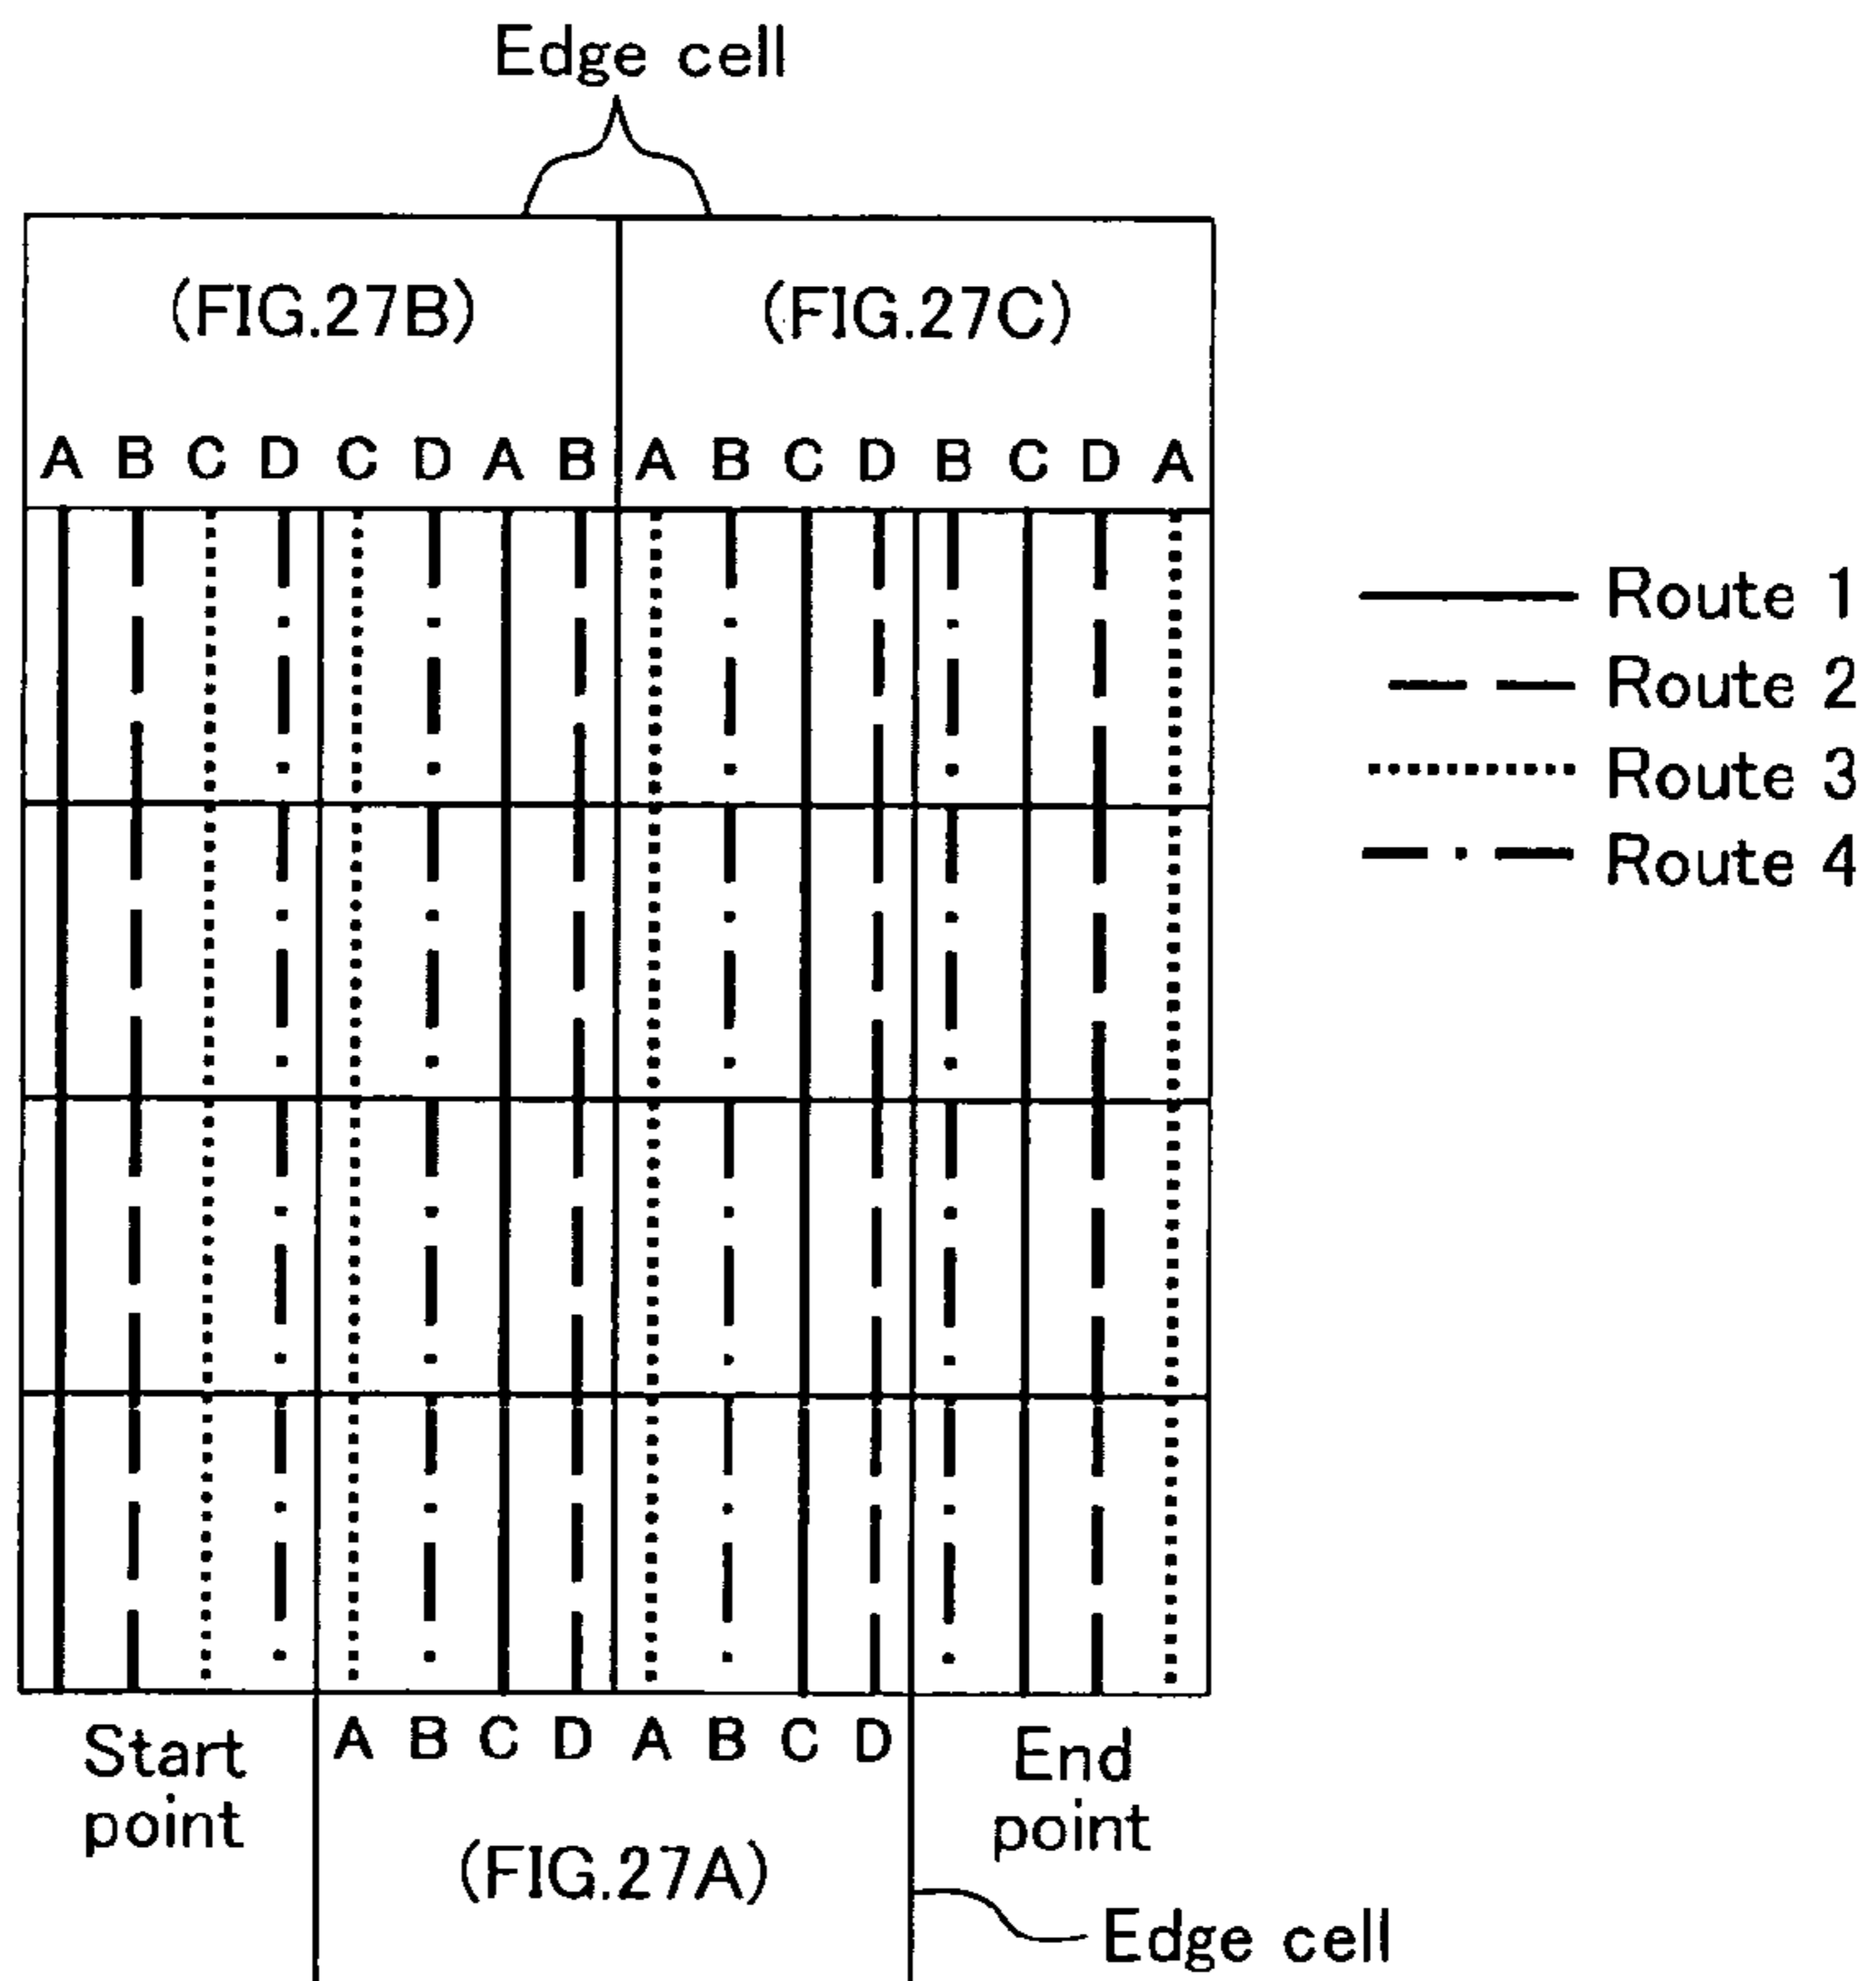 Edge cell
(FIG.27B) (FIG.27C)
A B C D C D A B A B C D B C D A
Route 1
Route 2
Route 3
Route 4
Start point
A B C D A B C D
End point
(FIG.27A)
Edge cell